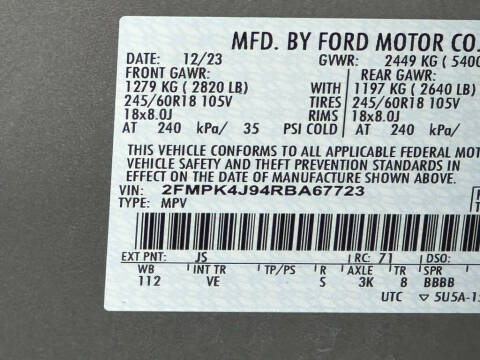 MFD. BY FORD MOTOR CO.
DATE: 12/23 GVWR: 2449 KG ( 5400
FRONT GAWR: REAR GAWR:
1279 KG ( 2820 LB) WITH 1197 KG ( 2640 LB)
245/60R18 105V TIRES 245/60R18 105V
18x8.0J RIMS 18x8.0J
AT 240 kPa/ 35 PSI COLD AT 240 kPa/
THIS VEHICLE CONFORMS TO ALL APPLICABLE FEDERAL MOT
VEHICLE SAFETY AND THEFT PREVENTION STANDARDS IN
EFFECT ON THE DATE OF MANUFACTURE SHOWN ABOVE.
VIN: 2FMPK4J94RBA67723
TYPE: MPV
EXT PNT: JS RC: 71 DSO:
WB INT TR TP/PS R AXLE TR SPR
112 VE S 3K 8 BBBB
UTC ▽ 5U5A-15